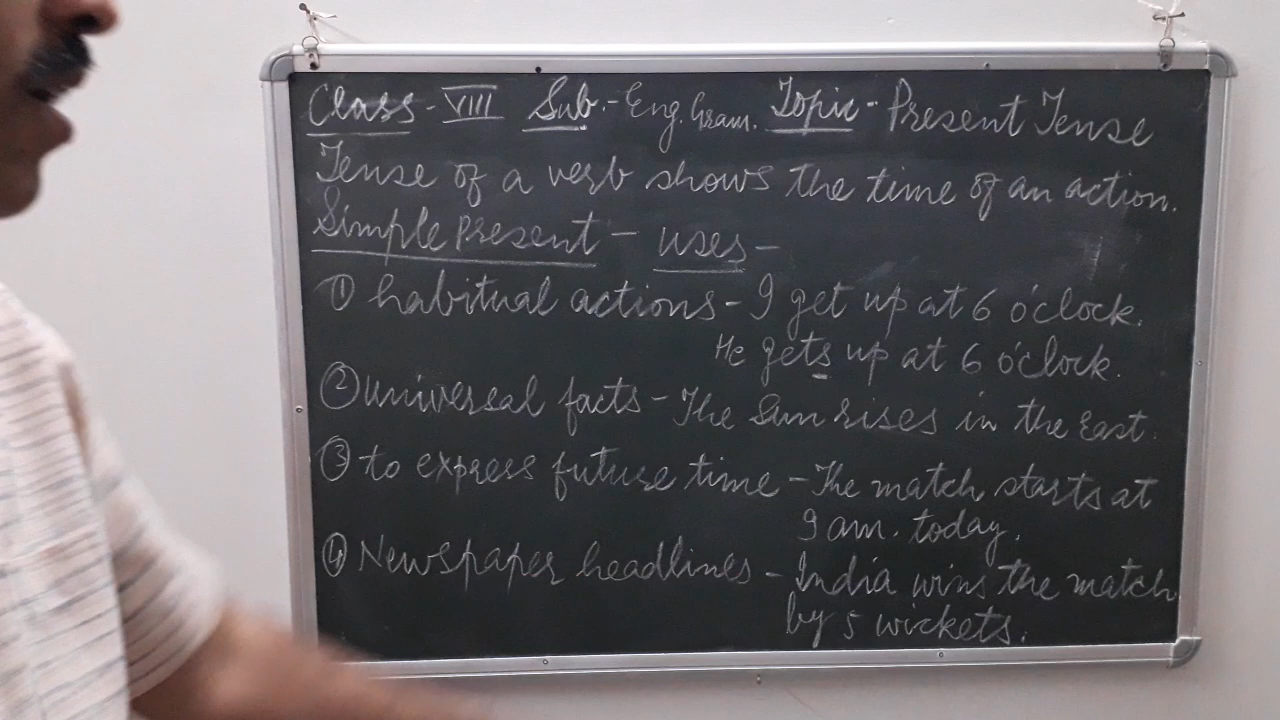 Class - VIII Sub. - Eng. Gram. Topic - Present Tense
Tense of a verb shows the time of an action.
Simple Present - uses -
① habitual actions - I get up at 6 o'clock.
He gets up at 6 o'clock.
② universal facts - The Sun rises in the East.
③ to express future time - The match starts at
9 am. today.
④ Newspaper headlines - India wins the match
by 5 wickets.